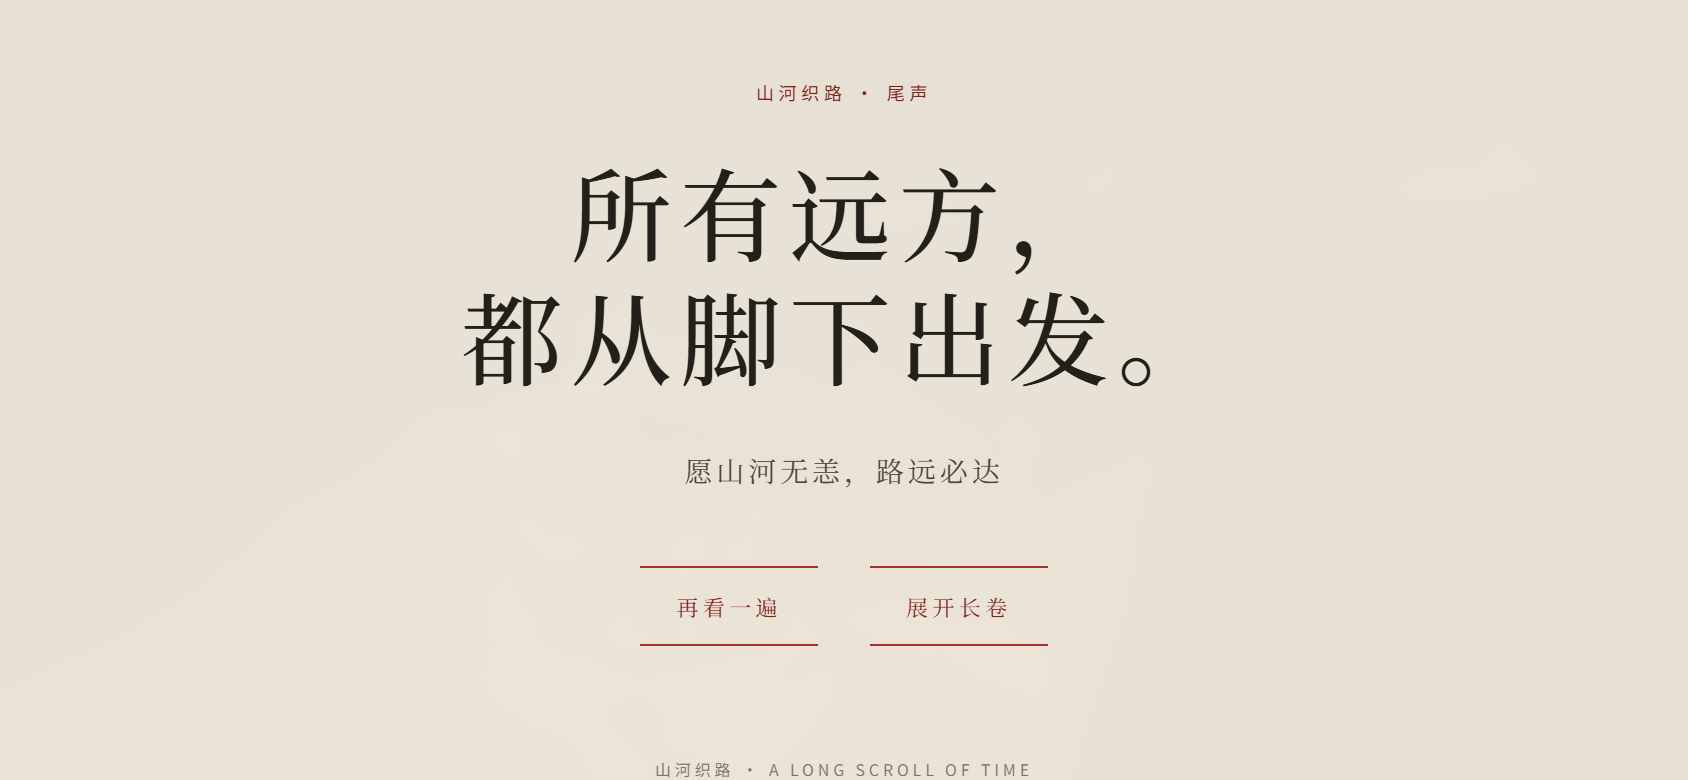 山河织路 · 尾声
所有远方，
都从脚下出发。
愿山河无恙，路远必达
再看一遍
展开长卷
山河织路 · A LONG SCROLL OF TIME